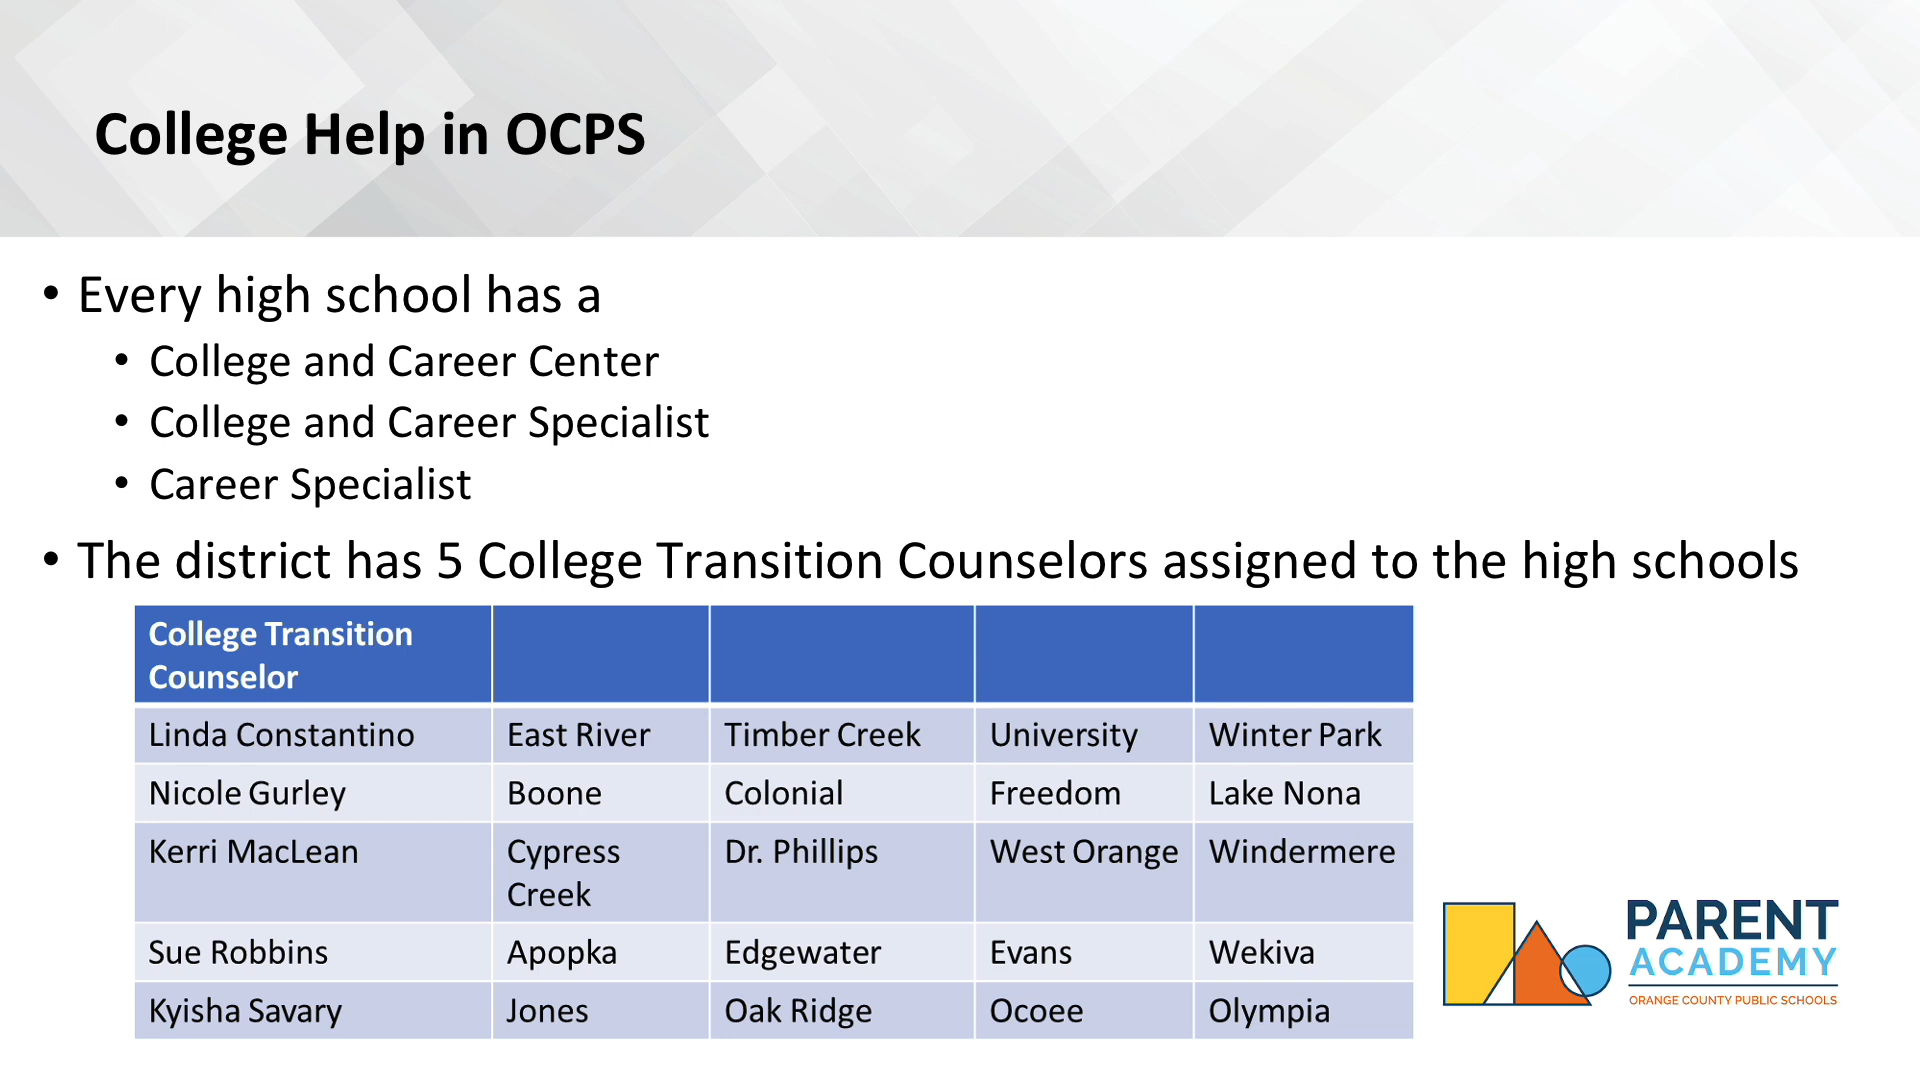 College Help in OCPS
• Every high school has a
• College and Career Center
• College and Career Specialist
• Career Specialist
• The district has 5 College Transition Counselors assigned to the high schools
College Transition
Counselor
Linda Constantino East River Timber Creek University Winter Park
Nicole Gurley Boone Colonial Freedom Lake Nona
Kerri MacLean Cypress Creek Dr. Phillips West Orange Windermere
Sue Robbins Apopka Edgewater Evans Wekiva
Kyisha Savary Jones Oak Ridge Ocoee Olympia
PARENT
ACADEMY
ORANGE COUNTY PUBLIC SCHOOLS